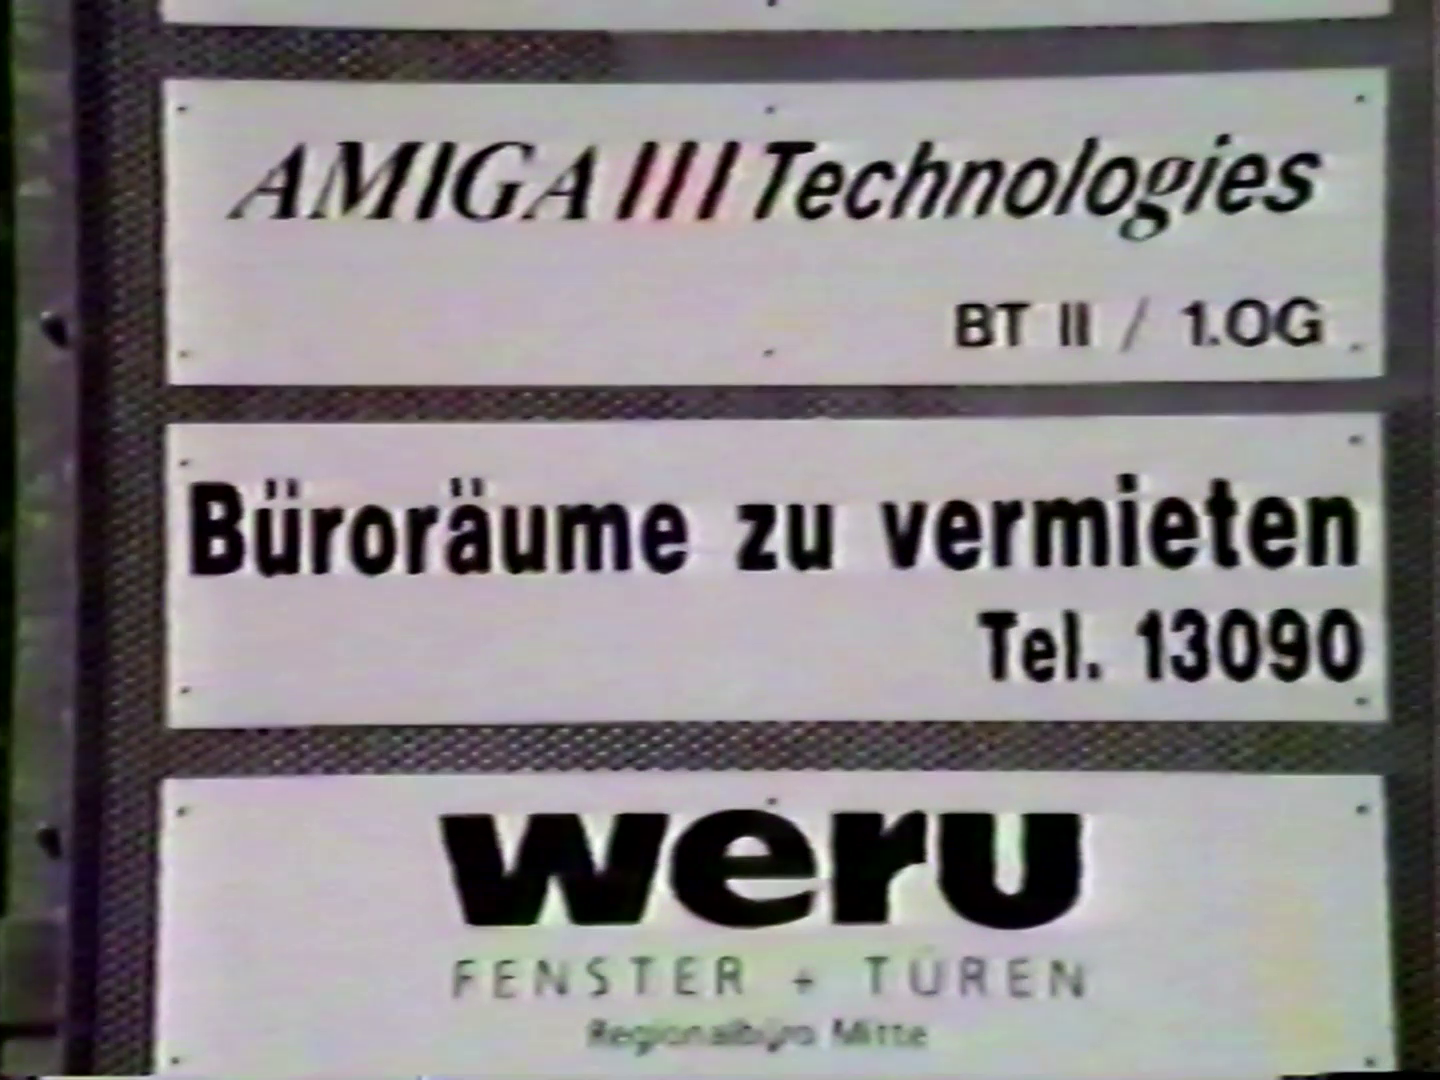 AMIGA III Technologies
BT II / 1.OG
Büroräume zu vermieten
Tel. 13090
weru
FENSTER + TÜREN
Regionalbüro Mitte